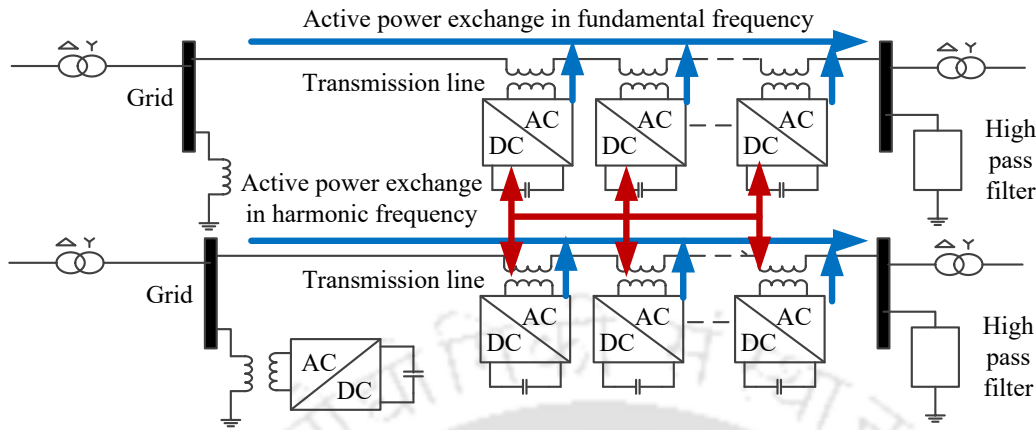 Active power exchange in fundamental frequency
Δ Y
Δ Y
Grid
Transmission line
AC
DC
AC
DC
AC
DC
High
pass
filter
Active power exchange
in harmonic frequency
Δ Y
Δ Y
Grid
Transmission line
AC
DC
AC
DC
AC
DC
AC
DC
High
pass
filter